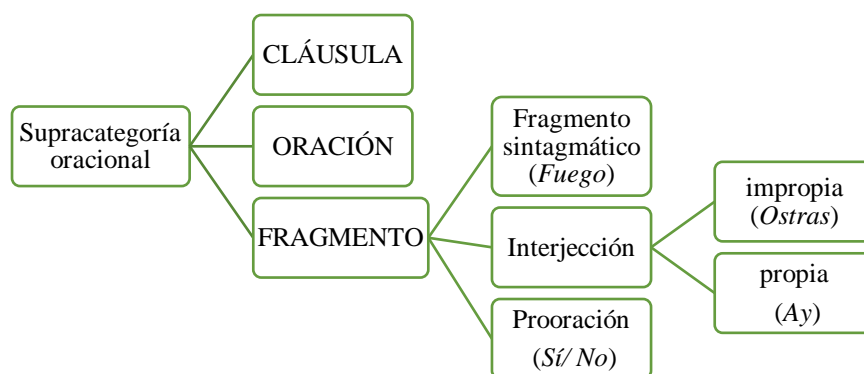 Supracategoría
oracional
CLÁUSULA
ORACIÓN
FRAGMENTO
Fragmento
sintagmático
(Fuego)
Interjección
Prooración
(Sí/ No)
impropia
(Ostras)
propia
(Ay)